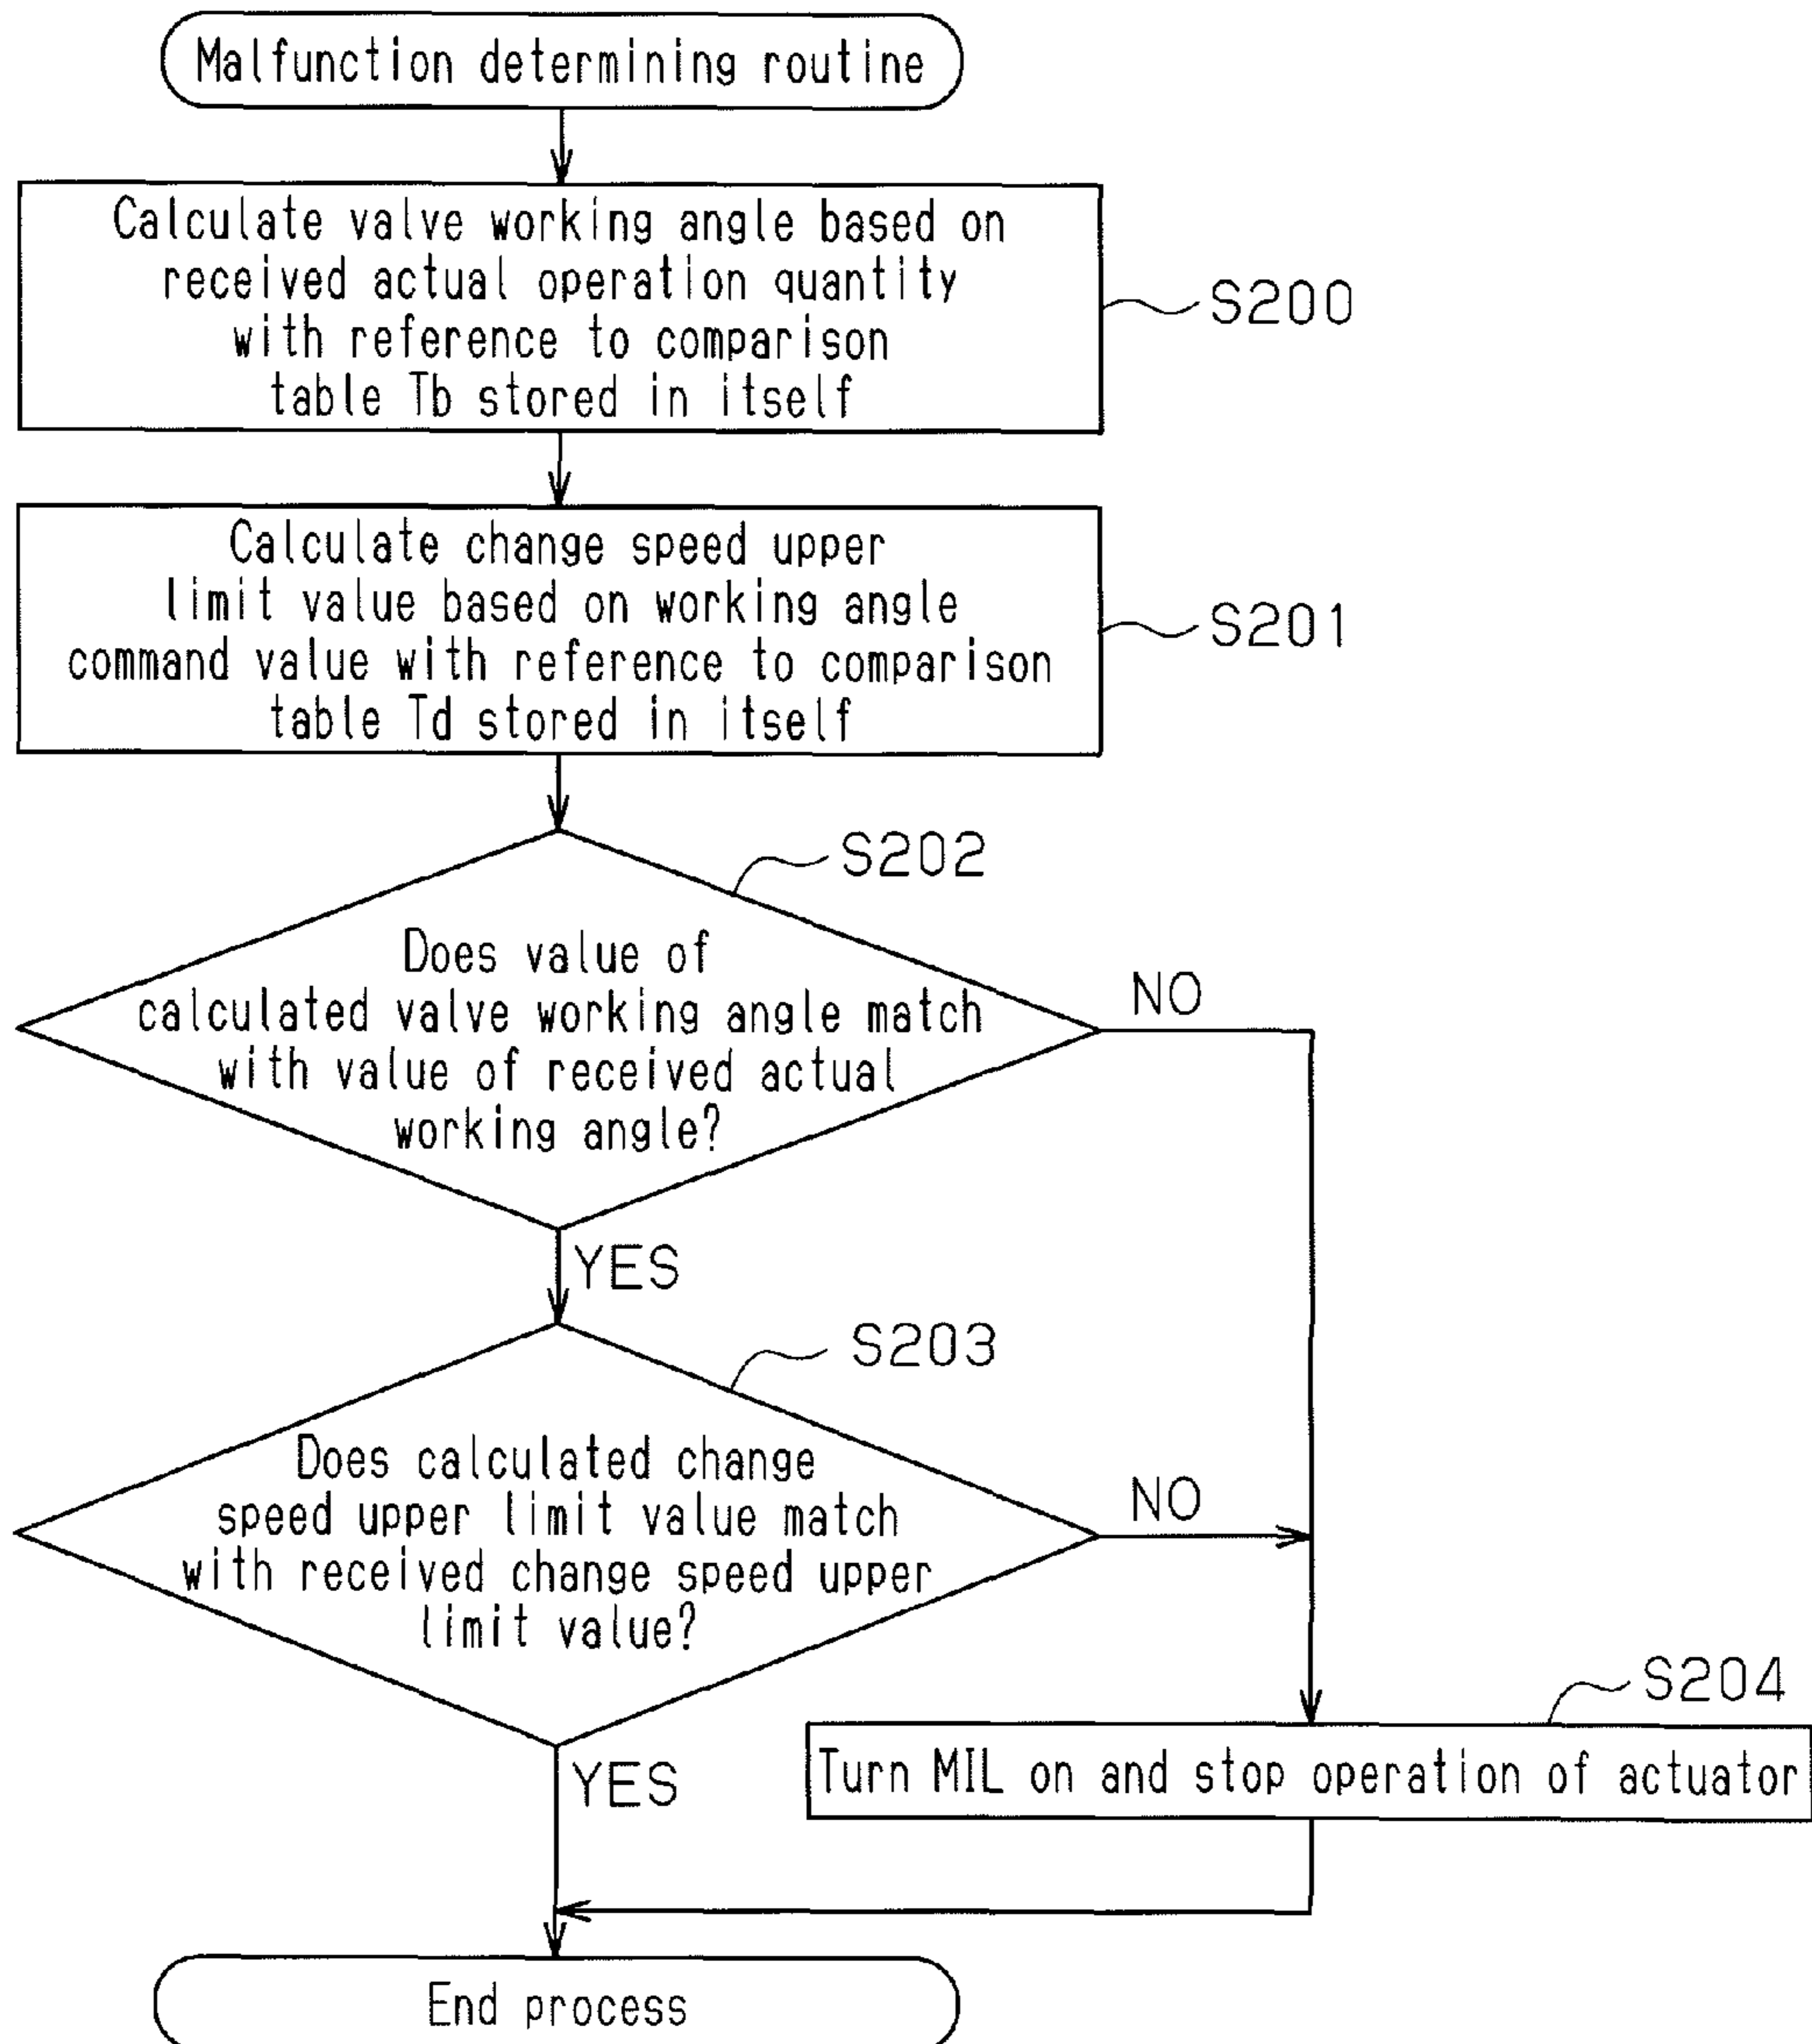 Malfunction determining routine
Calculate valve working angle based on
received actual operation quantity
with reference to comparison
table Tb stored in itself
S200
Calculate change speed upper
limit value based on working angle
command value with reference to comparison
table Td stored in itself
S201
S202
Does value of
calculated valve working angle match
with value of received actual
working angle?
NO
YES
S203
Does calculated change
speed upper limit value match
with received change speed upper
limit value?
NO
YES
S204
Turn MIL on and stop operation of actuator
End process